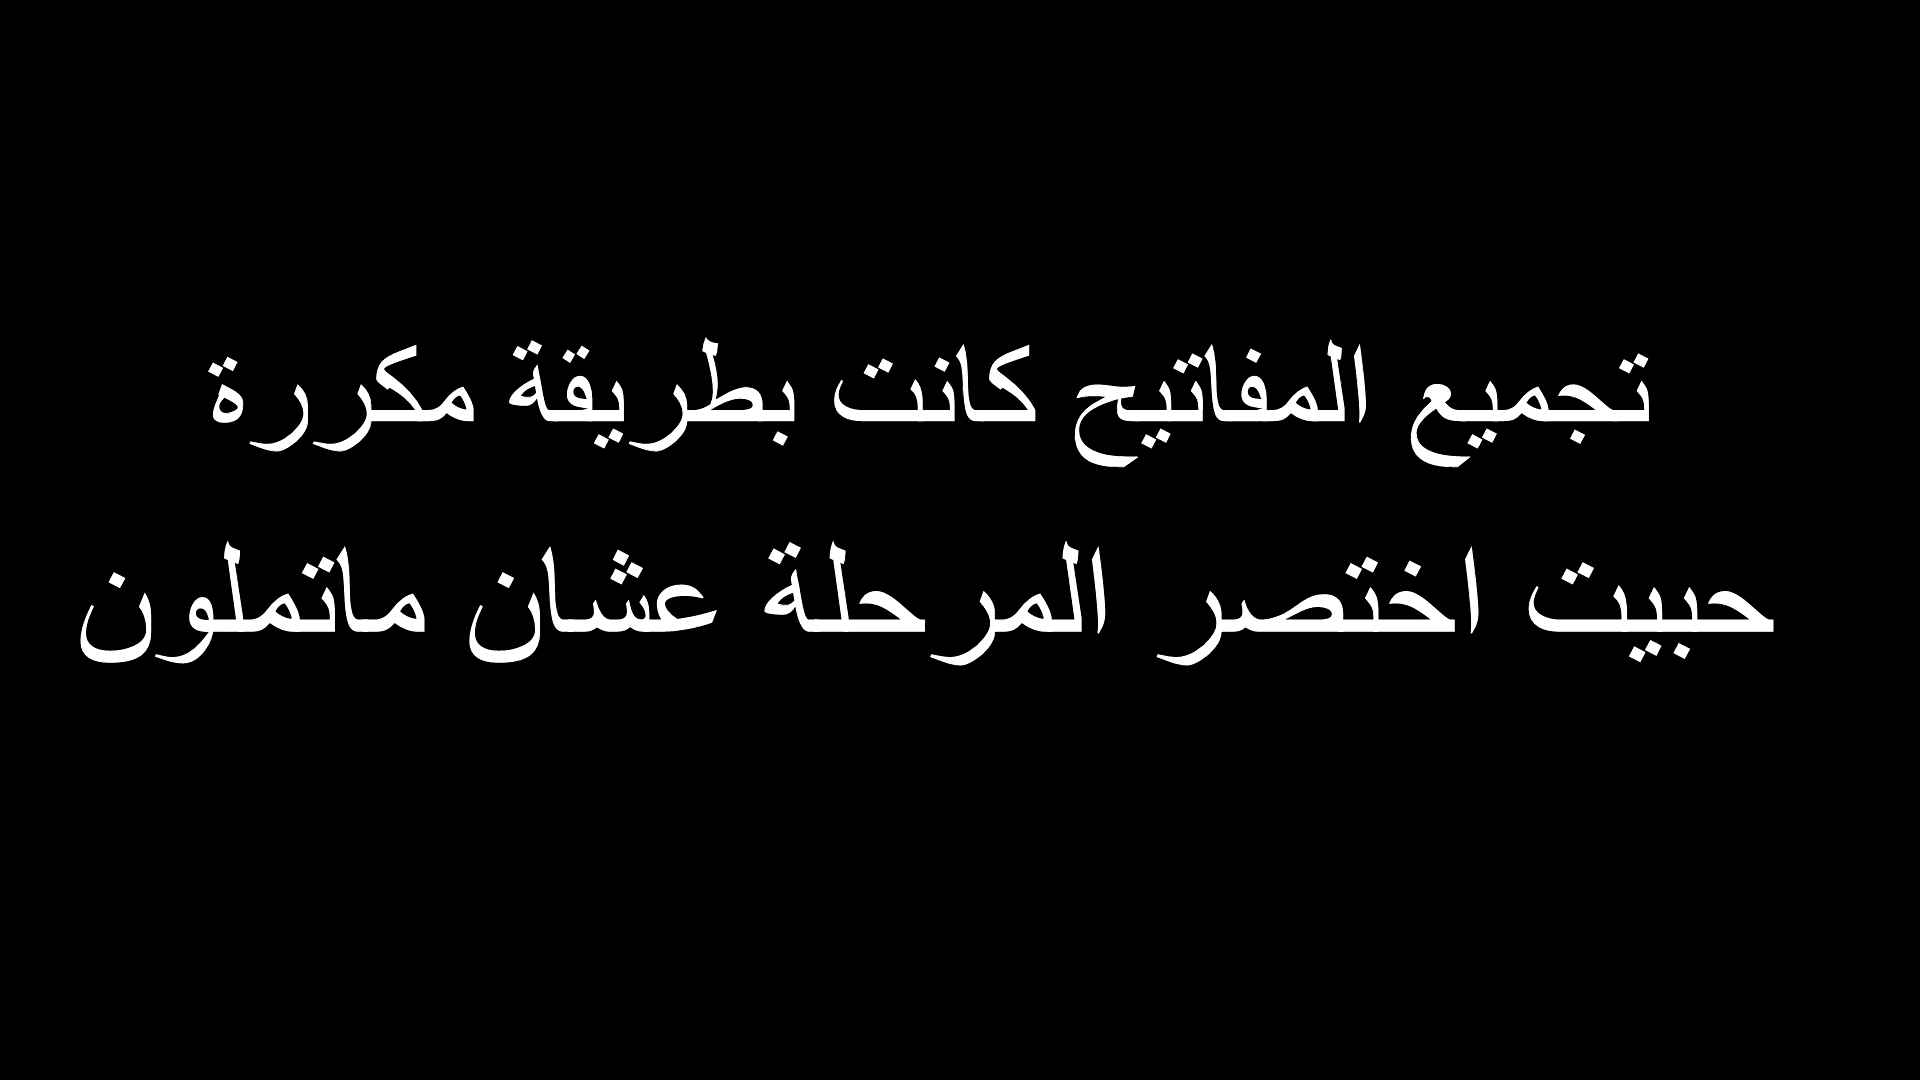 تجميع المفاتيح كانت بطريقة مكررة
حبيت اختصر المرحلة عشان ماتملون